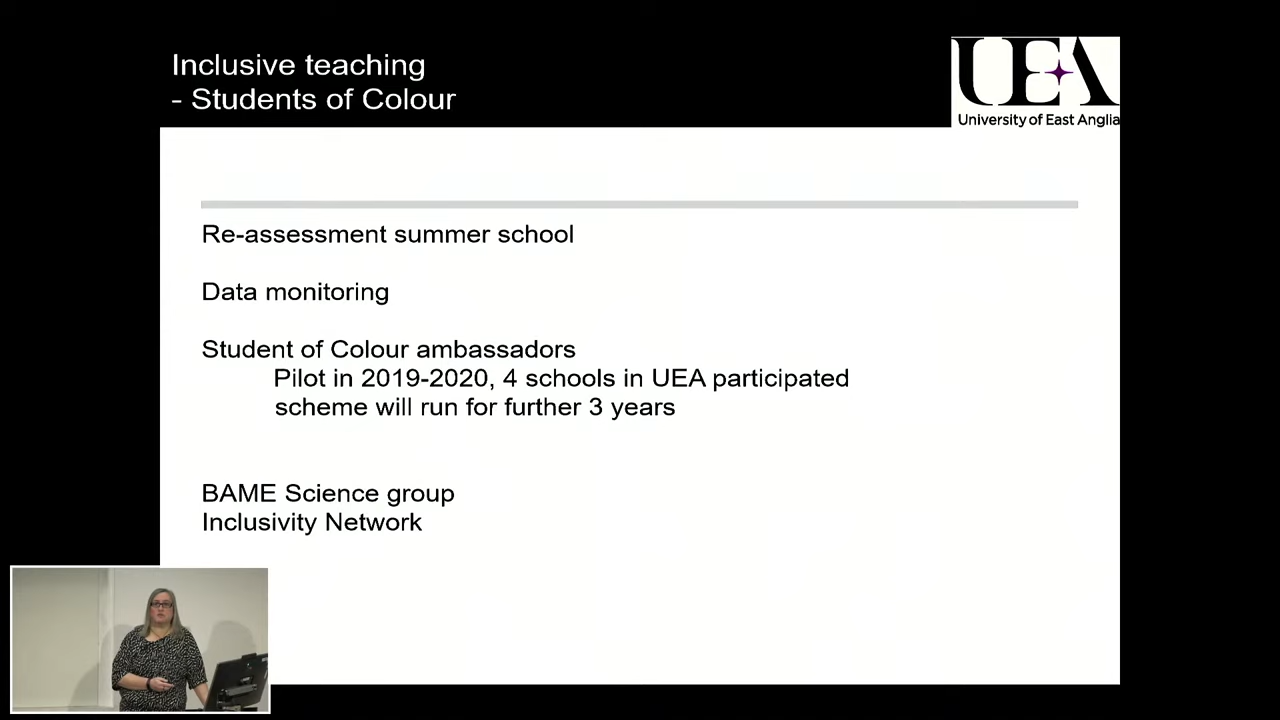 Inclusive teaching
- Students of Colour
UEA
University of East Anglia
Re-assessment summer school
Data monitoring
Student of Colour ambassadors
Pilot in 2019-2020, 4 schools in UEA participated
scheme will run for further 3 years
BAME Science group
Inclusivity Network